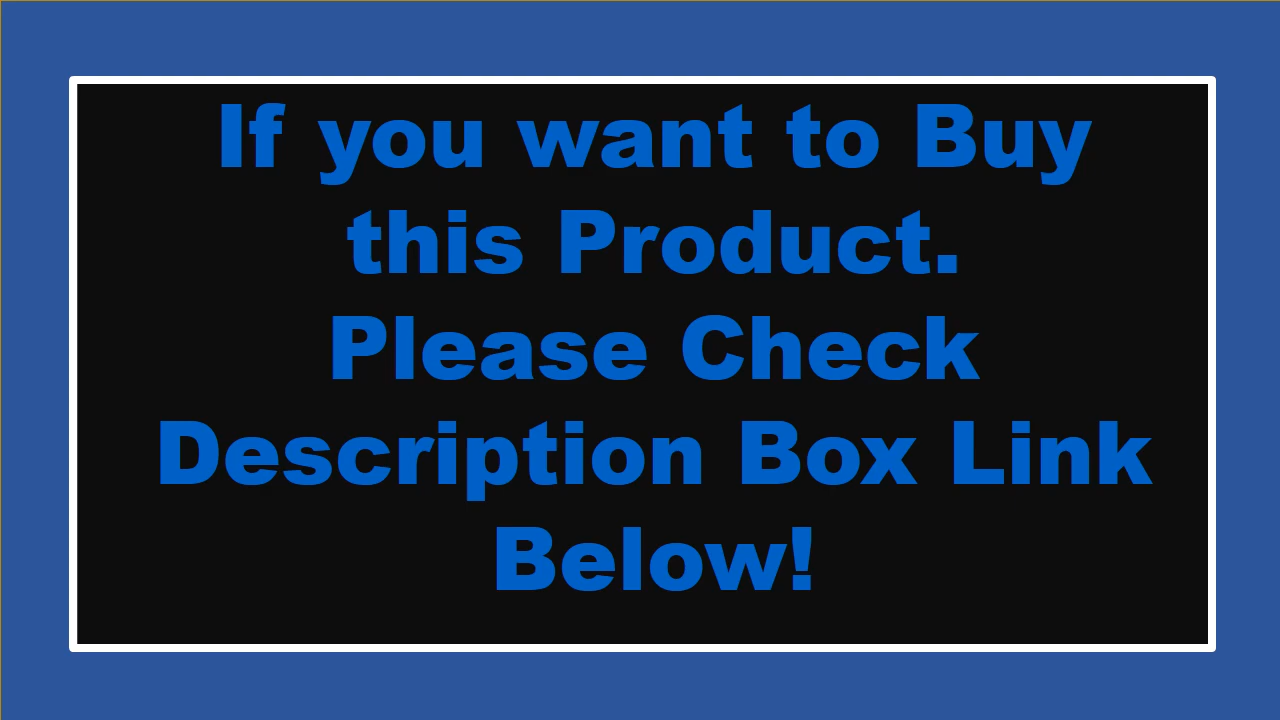 If you want to Buy
this Product.
Please Check
Description Box Link
Below!